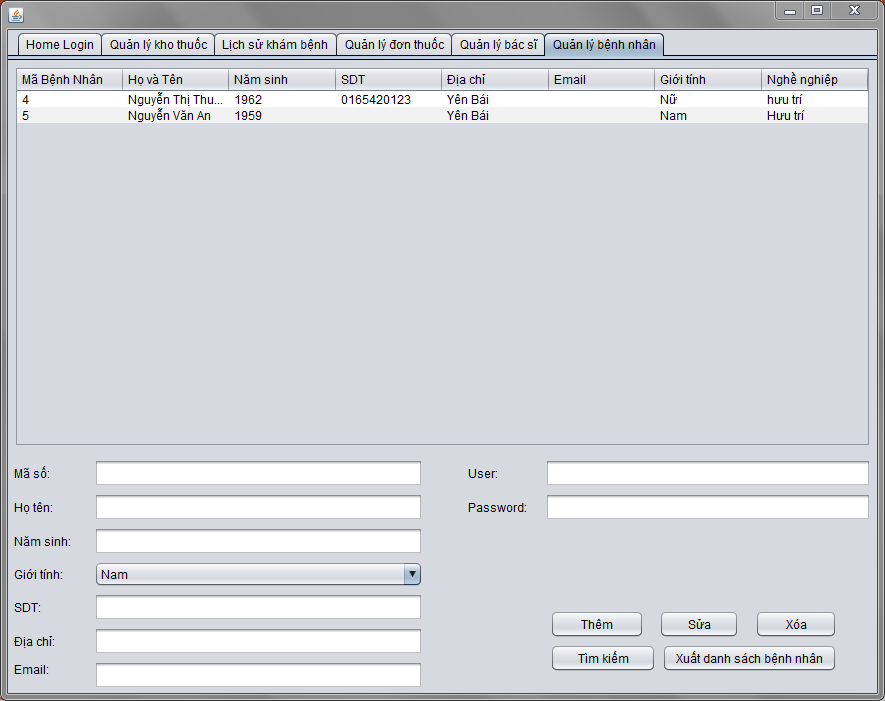 Home Login Quản lý kho thuốc Lịch sử khám bệnh Quản lý đơn thuốc Quản lý bác sĩ Quản lý bệnh nhân
Mã Bệnh Nhân Họ và Tên Năm sinh SDT Địa chỉ Email Giới tính Nghề nghiệp
4 Nguyễn Thị Thu... 1962 0165420123 Yên Bái Nữ hưu trí
5 Nguyễn Văn An 1959 Yên Bái Nam Hưu trí
Mã số: User:
Họ tên: Password:
Năm sinh:
Giới tính: Nam
SDT:
Thêm Sửa Xóa
Địa chỉ:
Tìm kiếm Xuất danh sách bệnh nhân
Email: